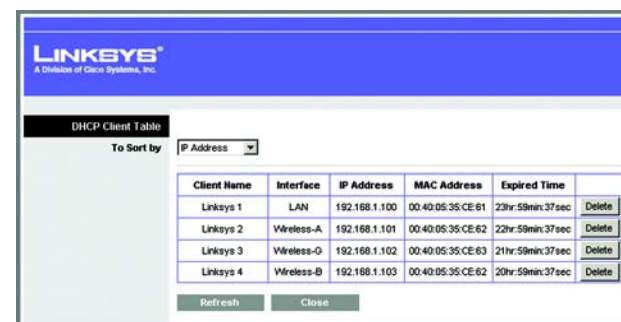 LINKSYS®
A Division of Cisco Systems, Inc.
DHCP Client Table
To Sort by IP Address
Client Name Interface IP Address MAC Address Expired Time
Linksys 1 LAN 192.168.1.100 00:40:05:35:CE:61 23hr:59min:37sec Delete
Linksys 2 Wireless-A 192.168.1.101 00:40:05:35:CE:62 22hr:59min:37sec Delete
Linksys 3 Wireless-G 192.168.1.102 00:40:05:35:CE:63 21hr:59min:37sec Delete
Linksys 4 Wireless-B 192.168.1.103 00:40:05:35:CE:62 20hr:59min:37sec Delete
Refresh Close